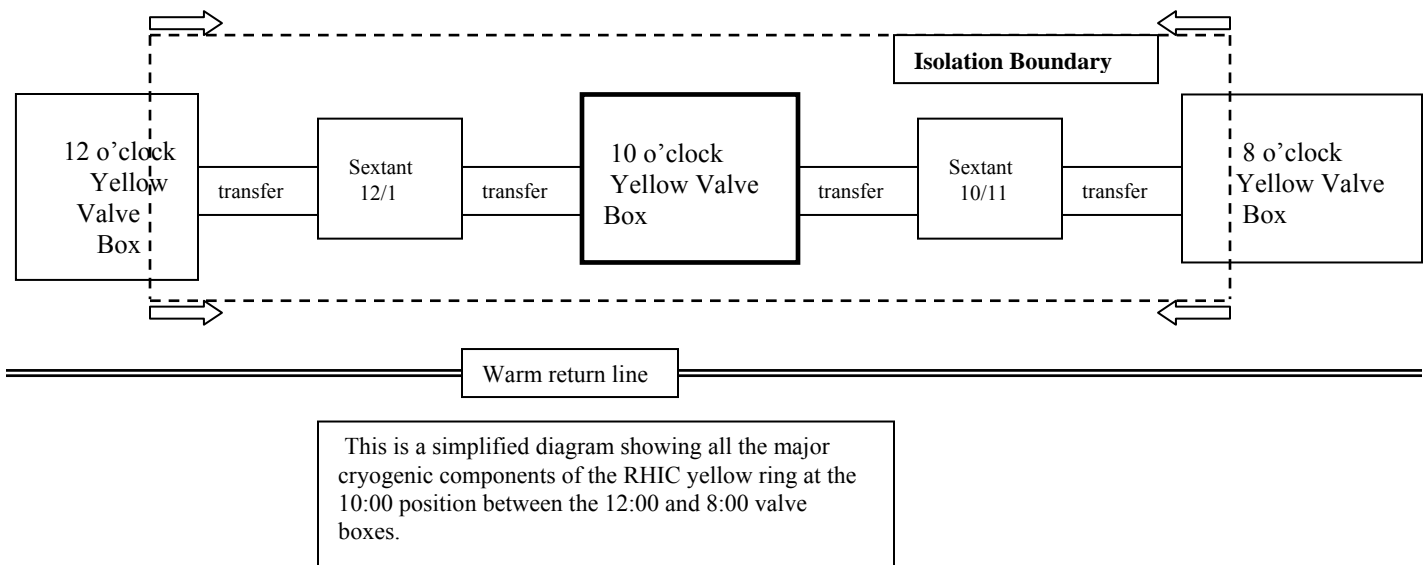 Isolation Boundary
12 o’clock
Yellow
Valve
Box
transfer
Sextant
12/1
transfer
10 o’clock
Yellow Valve
Box
transfer
Sextant
10/11
transfer
8 o’clock
Yellow Valve
Box
Warm return line
This is a simplified diagram showing all the major
cryogenic components of the RHIC yellow ring at the
10:00 position between the 12:00 and 8:00 valve
boxes.